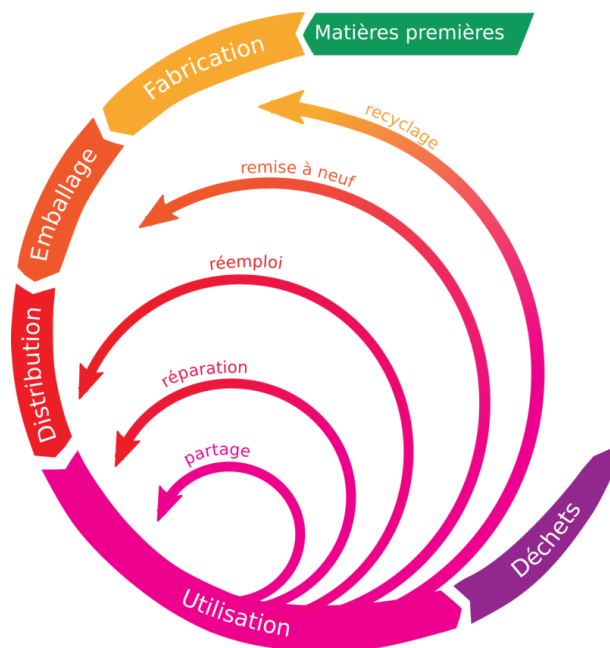 Matières premières
Fabrication
Emballage
Distribution
Utilisation
Déchets
recyclage
remise à neuf
réemploi
réparation
partage